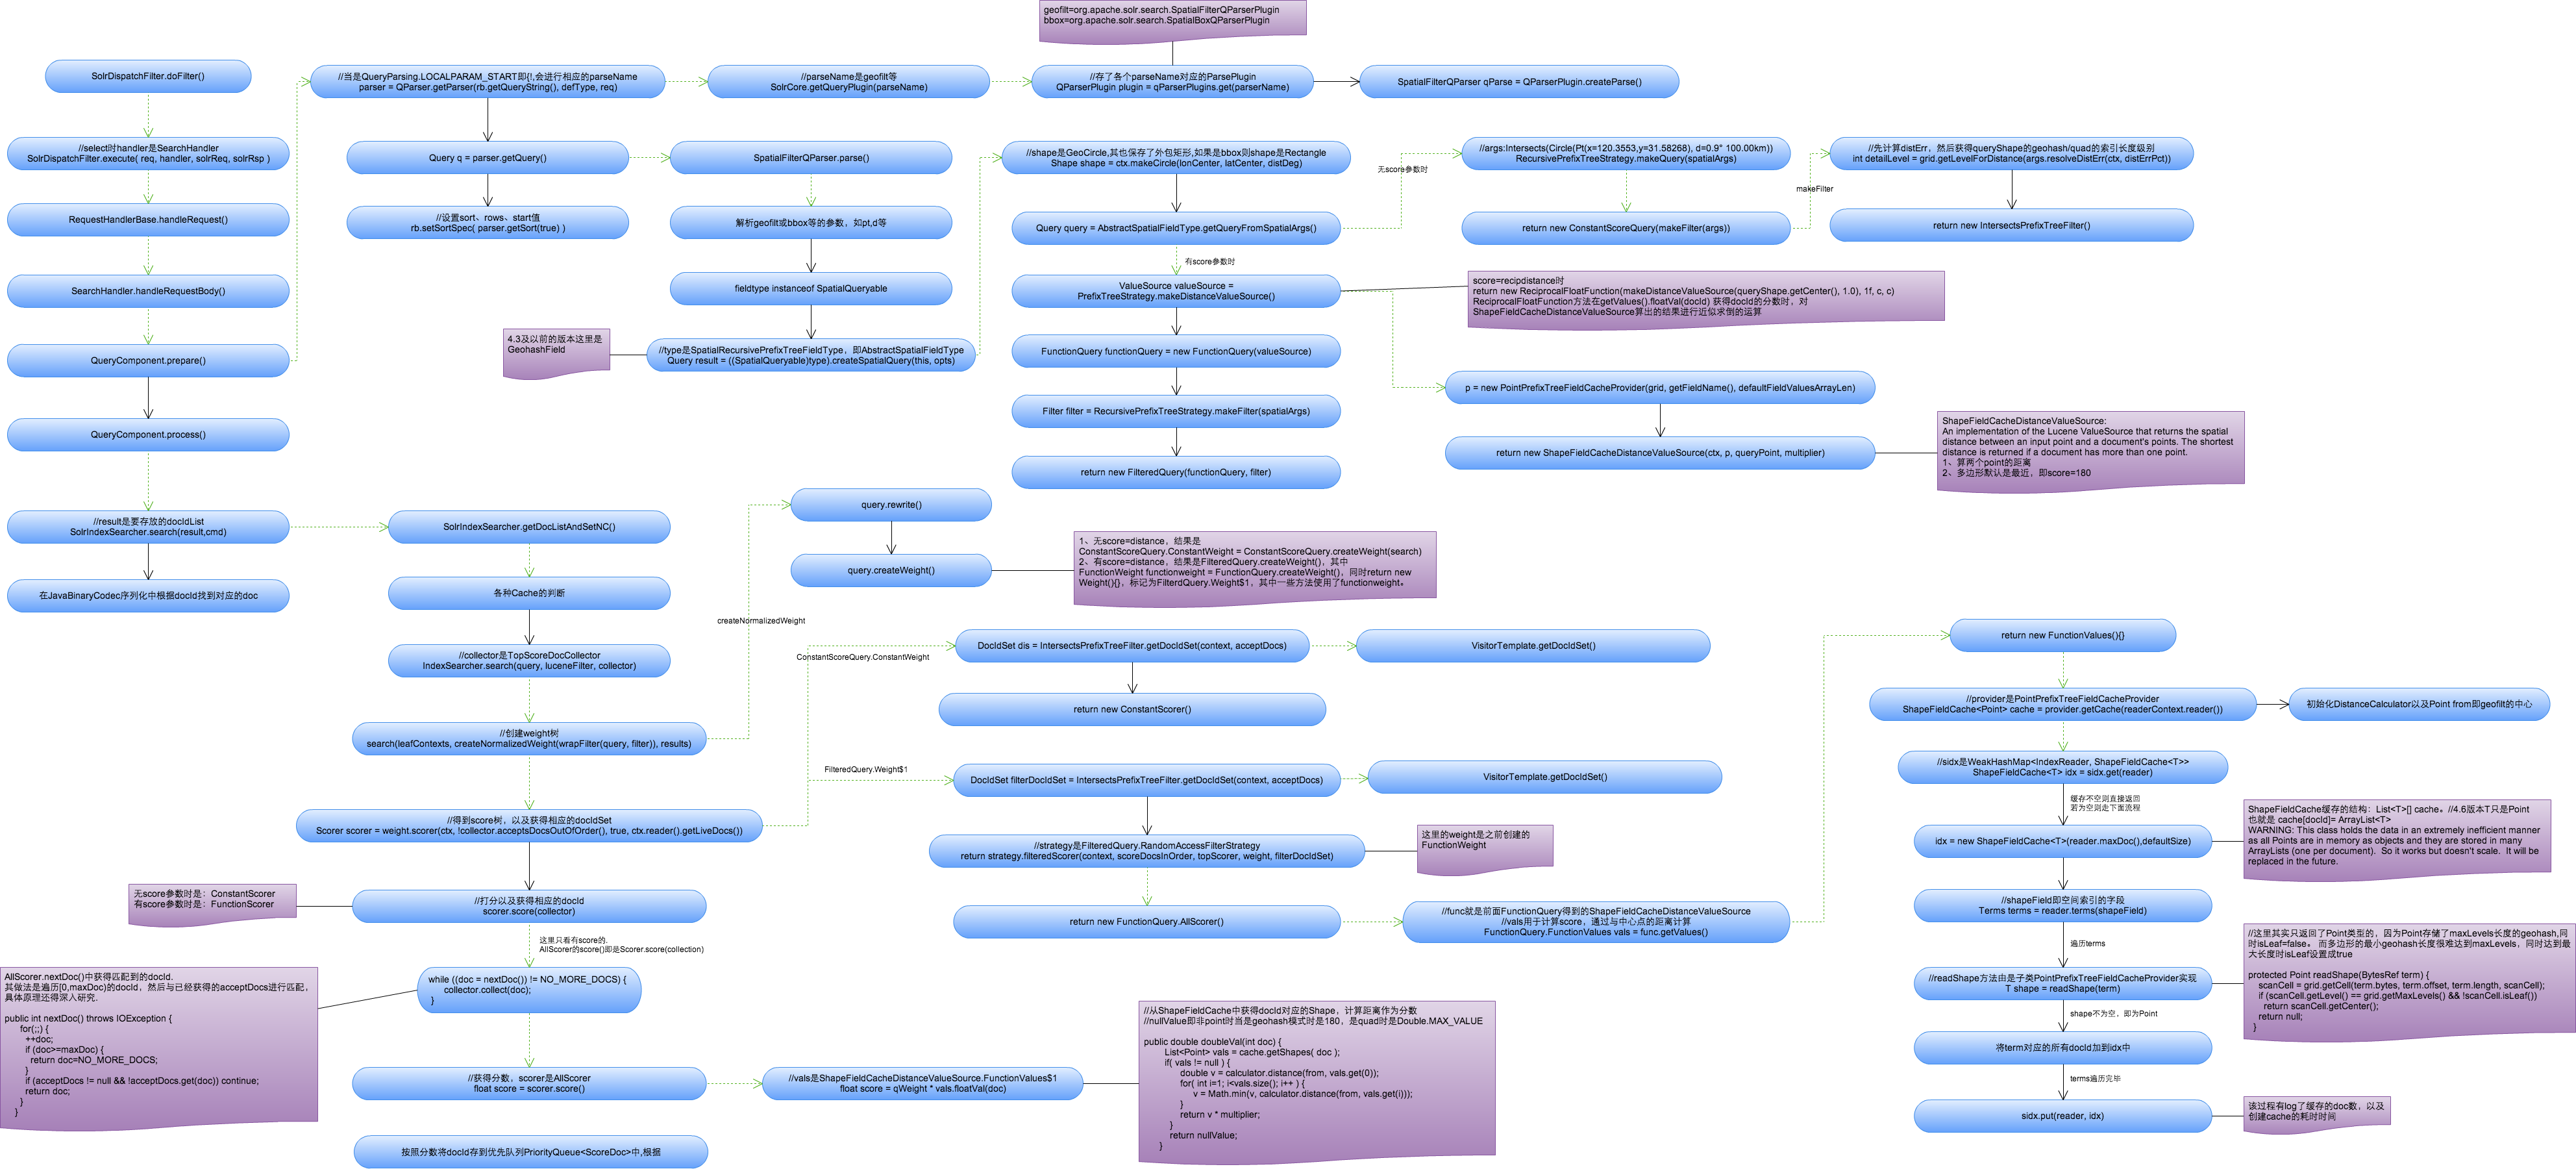 geofilt=org.apache.solr.search.SpatialFilterQParserPlugin
bbox=org.apache.solr.search.SpatialBoxQParserPlugin
SolrDispatchFilter.doFilter()
//当是QueryParsing.LOCALPARAM_START即{!,会进行相应的parseName
parser = QParser.getParser(rb.getQueryString(), defType, req)
//parseName是geofilt等
SolrCore.getQueryPlugin(parseName)
//存了各个parseName对应的ParsePlugin
QParserPlugin plugin = qParserPlugins.get(parserName)
SpatialFilterQParser qParse = QParserPlugin.createParse()
//select时handler是SearchHandler
SolrDispatchFilter.execute( req, handler, solrReq, solrRsp )
Query q = parser.getQuery()
SpatialFilterQParser.parse()
//shape是GeoCircle,其也保存了外包矩形,如果是bbox则shape是Rectangle
Shape shape = ctx.makeCircle(lonCenter, latCenter, distDeg)
无score参数时
//args:Intersects(Circle(Pt(x=120.3553,y=31.58268), d=0.9° 100.00km))
RecursivePrefixTreeStrategy.makeQuery(spatialArgs)
makeFilter
//先计算distErr，然后获得queryShape的geohash/quad的索引长度级别
int detailLevel = grid.getLevelForDistance(args.resolveDistErr(ctx, distErrPct))
RequestHandlerBase.handleRequest()
//设置sort、rows、start值
rb.setSortSpec( parser.getSort(true) )
解析geofilt或bbox等的参数，如pt,d等
Query query = AbstractSpatialFieldType.getQueryFromSpatialArgs()
return new ConstantScoreQuery(makeFilter(args))
return new IntersectsPrefixTreeFilter()
有score参数时
SearchHandler.handleRequestBody()
fieldtype instanceof SpatialQueryable
ValueSource valueSource =
PrefixTreeStrategy.makeDistanceValueSource()
score=recipdistance时
return new ReciprocalFloatFunction(makeDistanceValueSource(queryShape.getCenter(), 1.0), 1f, c, c)
ReciprocalFloatFunction方法在getValues().floatVal(docId) 获得docId的分数时，对
ShapeFieldCacheDistanceValueSource算出的结果进行近似求倒的运算
QueryComponent.prepare()
4.3及以前的版本这里是
GeohashField
//type是SpatialRecursivePrefixTreeFieldType，即AbstractSpatialFieldType
Query result = ((SpatialQueryable)type).createSpatialQuery(this, opts)
FunctionQuery functionQuery = new FunctionQuery(valueSource)
p = new PointPrefixTreeFieldCacheProvider(grid, getFieldName(), defaultFieldValuesArrayLen)
Filter filter = RecursivePrefixTreeStrategy.makeFilter(spatialArgs)
QueryComponent.process()
return new ShapeFieldCacheDistanceValueSource(ctx, p, queryPoint, multiplier)
ShapeFieldCacheDistanceValueSource:
An implementation of the Lucene ValueSource that returns the spatial
distance between an input point and a document's points. The shortest
distance is returned if a document has more than one point.
1、算两个point的距离
2、多边形默认是最近，即score=180
return new FilteredQuery(functionQuery, filter)
query.rewrite()
//result是要存放的docIdList
SolrIndexSearcher.search(result,cmd)
SolrIndexSearcher.getDocListAndSetNC()
query.createWeight()
1、无score=distance，结果是
ConstantScoreQuery.ConstantWeight = ConstantScoreQuery.createWeight(search)
2、有score=distance，结果是FilteredQuery.createWeight()，其中
FunctionWeight functionweight = FunctionQuery.createWeight()，同时return new
Weight(){}，标记为FilterdQuery.Weight$1，其中一些方法使用了functionweight。
在JavaBinaryCodec序列化中根据docId找到对应的doc
各种Cache的判断
createNormalizedWeight
//collector是TopScoreDocCollector
IndexSearcher.search(query, luceneFilter, collector)
ConstantScoreQuery.ConstantWeight
DocIdSet dis = IntersectsPrefixTreeFilter.getDocIdSet(context, acceptDocs)
VisitorTemplate.getDocIdSet()
return new FunctionValues(){}
return new ConstantScorer()
//provider是PointPrefixTreeFieldCacheProvider
ShapeFieldCache<Point> cache = provider.getCache(readerContext.reader())
初始化DistanceCalculator以及Point from即geofilt的中心
//创建weight树
search(leafContexts, createNormalizedWeight(wrapFilter(query, filter)), results)
FilteredQuery.Weight$1
DocIdSet filterDocIdSet = IntersectsPrefixTreeFilter.getDocIdSet(context, acceptDocs)
VisitorTemplate.getDocIdSet()
//sidx是WeakHashMap<IndexReader, ShapeFieldCache<T>>
ShapeFieldCache<T> idx = sidx.get(reader)
缓存不空则直接返回
若为空则走下面流程
//得到score树，以及获得相应的docIdSet
Scorer scorer = weight.scorer(ctx, !collector.acceptsDocsOutOfOrder(), true, ctx.reader().getLiveDocs())
//strategy是FilteredQuery.RandomAccessFilterStrategy
return strategy.filteredScorer(context, scoreDocsInOrder, topScorer, weight, filterDocIdSet)
这里的weight是之前创建的
FunctionWeight
idx = new ShapeFieldCache<T>(reader.maxDoc(),defaultSize)
ShapeFieldCache缓存的结构：List<T>[] cache。//4.6版本T只是Point
也就是 cache[docId]= ArrayList<T>
WARNING: This class holds the data in an extremely inefficient manner
as all Points are in memory as objects and they are stored in many
ArrayLists (one per document).  So it works but doesn't scale.  It will be
replaced in the future.
无score参数时是：ConstantScorer
有score参数时是：FunctionScorer
//打分以及获得相应的docId
scorer.score(collector)
return new FunctionQuery.AllScorer()
//func就是前面FunctionQuery得到的ShapeFieldCacheDistanceValueSource
//vals用于计算score，通过与中心点的距离计算
FunctionQuery.FunctionValues vals = func.getValues()
//shapeField即空间索引的字段
Terms terms = reader.terms(shapeField)
遍历terms
这里只看有score的.
AllScorer的score()即是Scorer.score(collection)
while ((doc = nextDoc()) != NO_MORE_DOCS) {
collector.collect(doc);
}
//readShape方法由是子类PointPrefixTreeFieldCacheProvider实现
T shape = readShape(term)
//这里其实只返回了Point类型的，因为Point存储了maxLevels长度的geohash,同
时isLeaf=false。而多边形的最小geohash长度很难达到maxLevels，同时达到最
大长度时isLeaf设置成true
protected Point readShape(BytesRef term) {
scanCell = grid.getCell(term.bytes, term.offset, term.length, scanCell);
if (scanCell.getLevel() == grid.getMaxLevels() && !scanCell.isLeaf())
return scanCell.getCenter();
return null;
}
AllScorer.nextDoc()中获得匹配到的docId.
其做法是遍历[0,maxDoc)的docId，然后与已经获得的acceptDocs进行匹配，
具体原理还得深入研究.
public int nextDoc() throws IOException {
for(;;) {
++doc;
if (doc>=maxDoc) {
return doc=NO_MORE_DOCS;
}
if (acceptDocs != null && !acceptDocs.get(doc)) continue;
return doc;
}
}
shape不为空，即为Point
将term对应的所有docId加到idx中
terms遍历完毕
//获得分数，scorer是AllScorer
float score = scorer.score()
//vals是ShapeFieldCacheDistanceValueSource.FunctionValues$1
float score = qWeight * vals.floatVal(doc)
//从ShapeFieldCache中获得docId对应的Shape，计算距离作为分数
//nullValue即非point时当是geohash模式时是180，是quad时是Double.MAX_VALUE
public double doubleVal(int doc) {
List<Point> vals = cache.getShapes( doc );
if( vals != null ) {
double v = calculator.distance(from, vals.get(0));
for( int i=1; i<vals.size(); i++ ) {
v = Math.min(v, calculator.distance(from, vals.get(i)));
}
return v * multiplier;
}
return nullValue;
}
sidx.put(reader, idx)
该过程有log了缓存的doc数，以及
创建cache的耗时时间
按照分数将docId存到优先队列PriorityQueue<ScoreDoc>中,根据